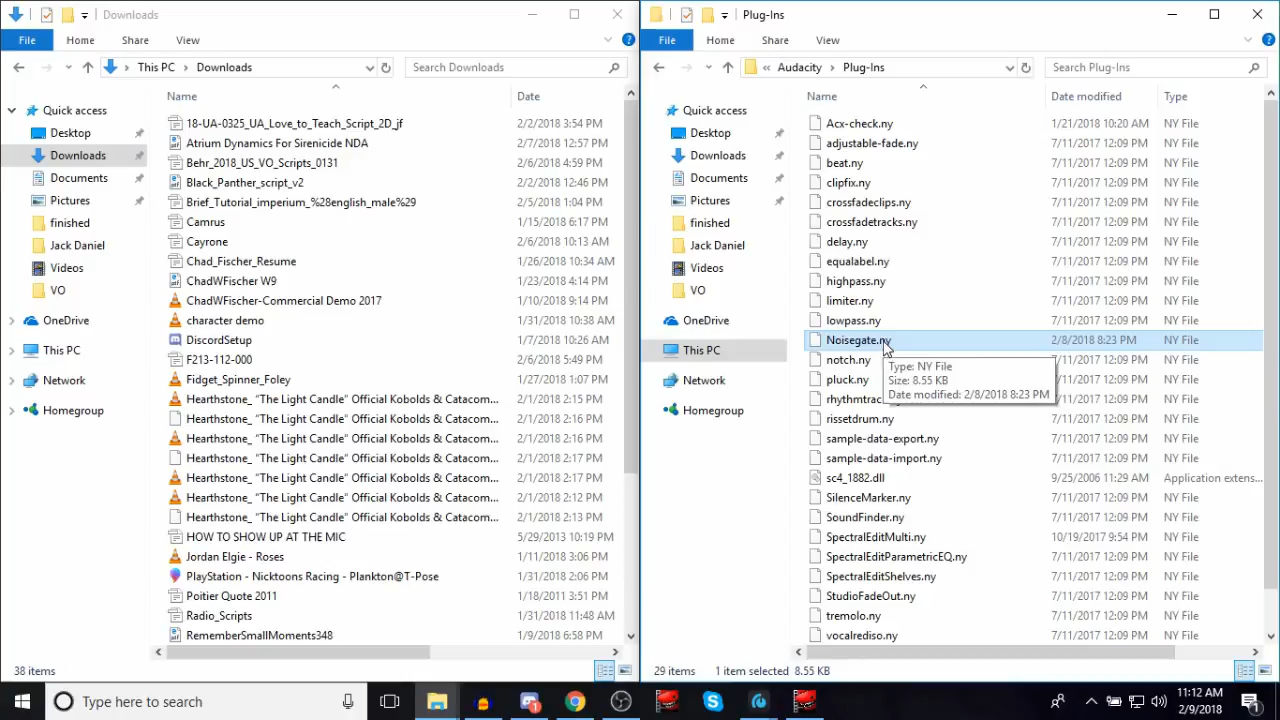 Downloads
File Home Share View
This PC Downloads Search Downloads
Name Date
Quick access
Desktop
Downloads
Documents
Pictures
finished
Jack Daniel
Videos
VO
OneDrive
This PC
Network
Homegroup
18-UA-0325_UA_Love_to_Teach_Script_2D_jf 2/2/2018 3:54 PM
Atrium Dynamics For Sirenicide NDA 2/7/2018 12:57 PM
Behr_2018_US_VO_Scripts_0131 2/6/2018 4:59 PM
Black_Panther_script_v2 2/2/2018 12:46 PM
Brief_Tutorial_imperium_%28english_male%29 2/5/2018 1:04 PM
Camrus 1/15/2018 6:17 PM
Cayrone 2/6/2018 10:13 AM
Chad_Fischer_Resume 1/26/2018 10:34 AM
ChadWFischer W9 1/23/2018 4:14 PM
ChadWFischer-Commercial Demo 2017 1/10/2018 9:14 PM
character demo 1/31/2018 10:38 AM
DiscordSetup 1/7/2018 10:26 AM
F213-112-000 2/6/2018 5:49 PM
Fidget_Spinner_Foley 1/27/2018 1:07 PM
Hearthstone_ “The Light Candle” Official Kobolds & Catacom... 2/1/2018 2:15 PM
Hearthstone_ “The Light Candle” Official Kobolds & Catacom... 2/1/2018 2:16 PM
Hearthstone_ “The Light Candle” Official Kobolds & Catacom... 2/1/2018 2:17 PM
Hearthstone_ “The Light Candle” Official Kobolds & Catacom... 2/1/2018 2:17 PM
Hearthstone_ “The Light Candle” Official Kobolds & Catacom... 2/1/2018 2:17 PM
Hearthstone_ “The Light Candle” Official Kobolds & Catacom... 2/1/2018 2:12 PM
Hearthstone_ “The Light Candle” Official Kobolds & Catacom... 2/1/2018 2:13 PM
HOW TO SHOW UP AT THE MIC 5/29/2013 10:19 PM
Jordan Elgie - Roses 1/11/2018 3:06 PM
PlayStation - Nicktoons Racing - Plankton@T-Pose 1/31/2018 2:06 PM
Poitier Quote 2011 1/18/2011 3:51 PM
Radio_Scripts 1/31/2018 11:48 AM
RememberSmallMoments348 1/9/2018 6:58 PM
38 items
Plug-Ins
File Home Share View
« Audacity Plug-Ins Search Plug-Ins
Name Date modified Type
Quick access
Desktop
Downloads
Documents
Pictures
finished
Jack Daniel
Videos
VO
OneDrive
This PC
Network
Homegroup
Acx-check.ny 1/21/2018 10:20 AM NY File
adjustable-fade.ny 7/11/2017 12:09 PM NY File
beat.ny 7/11/2017 12:09 PM NY File
clipfix.ny 7/11/2017 12:09 PM NY File
crossfadeclips.ny 7/11/2017 12:09 PM NY File
crossfadetracks.ny 7/11/2017 12:09 PM NY File
delay.ny 7/11/2017 12:09 PM NY File
equalabel.ny 7/11/2017 12:09 PM NY File
highpass.ny 7/11/2017 12:09 PM NY File
limiter.ny 7/11/2017 12:09 PM NY File
lowpass.ny 7/11/2017 12:09 PM NY File
Noisegate.ny 2/8/2018 8:23 PM NY File
notch.ny 7/11/2017 12:09 PM NY File
pluck.ny 7/11/2017 12:09 PM NY File
rhythmtrac 7/11/2017 12:09 PM NY File
rissetdrum.ny 7/11/2017 12:09 PM NY File
sample-data-export.ny 7/11/2017 12:09 PM NY File
sample-data-import.ny 7/11/2017 12:09 PM NY File
sc4_1882.dll 9/25/2006 11:29 AM Application extens...
SilenceMarker.ny 7/11/2017 12:09 PM NY File
SoundFinder.ny 7/11/2017 12:09 PM NY File
SpectralEditMulti.ny 10/19/2017 9:54 PM NY File
SpectralEditParametricEQ.ny 7/11/2017 12:09 PM NY File
SpectralEditShelves.ny 7/11/2017 12:09 PM NY File
StudioFadeOut.ny 7/11/2017 12:09 PM NY File
tremolo.ny 7/11/2017 12:09 PM NY File
vocalrediso.ny 7/11/2017 12:09 PM NY File
Type: NY File
Size: 8.55 KB
Date modified: 2/8/2018 8:23 PM
29 items 1 item selected 8.55 KB
Type here to search
11:12 AM
2/9/2018